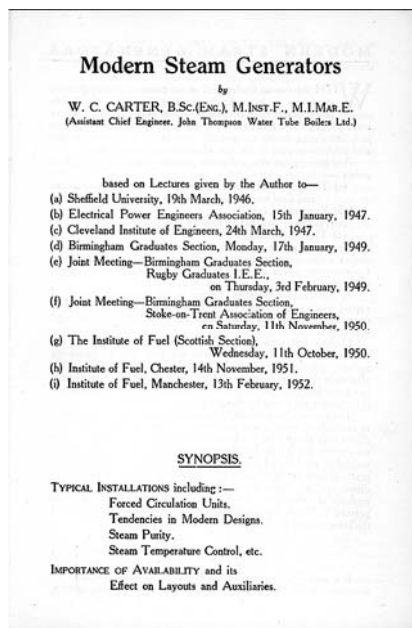 Modern Steam Generators
by
W. C. CARTER, B.Sc.(ENG.), M.INST.F., M.I.MAR.E.
(Assistant Chief Engineer, John Thompson Water Tube Boilers Ltd.)
based on Lectures given by the Author to—
(a) Sheffield University, 19th March, 1946.
(b) Electrical Power Engineers Association, 15th January, 1947.
(c) Cleveland Institute of Engineers, 24th March, 1947.
(d) Birmingham Graduates Section, Monday, 17th January, 1949.
(e) Joint Meeting—Birmingham Graduates Section,
Rugby Graduates I.E.E.,
on Thursday, 3rd February, 1949.
(f) Joint Meeting—Birmingham Graduates Section,
Stoke-on-Trent Association of Engineers,
on Saturday, 11th November, 1950.
(g) The Institute of Fuel (Scottish Section),
Wednesday, 11th October, 1950.
(h) Institute of Fuel, Chester, 14th November, 1951.
(i) Institute of Fuel, Manchester, 13th February, 1952.
SYNOPSIS.
TYPICAL INSTALLATIONS including :—
Forced Circulation Units.
Tendencies in Modern Designs.
Steam Purity.
Steam Temperature Control, etc.
IMPORTANCE OF AVAILABILITY and its
Effect on Layouts and Auxiliaries.